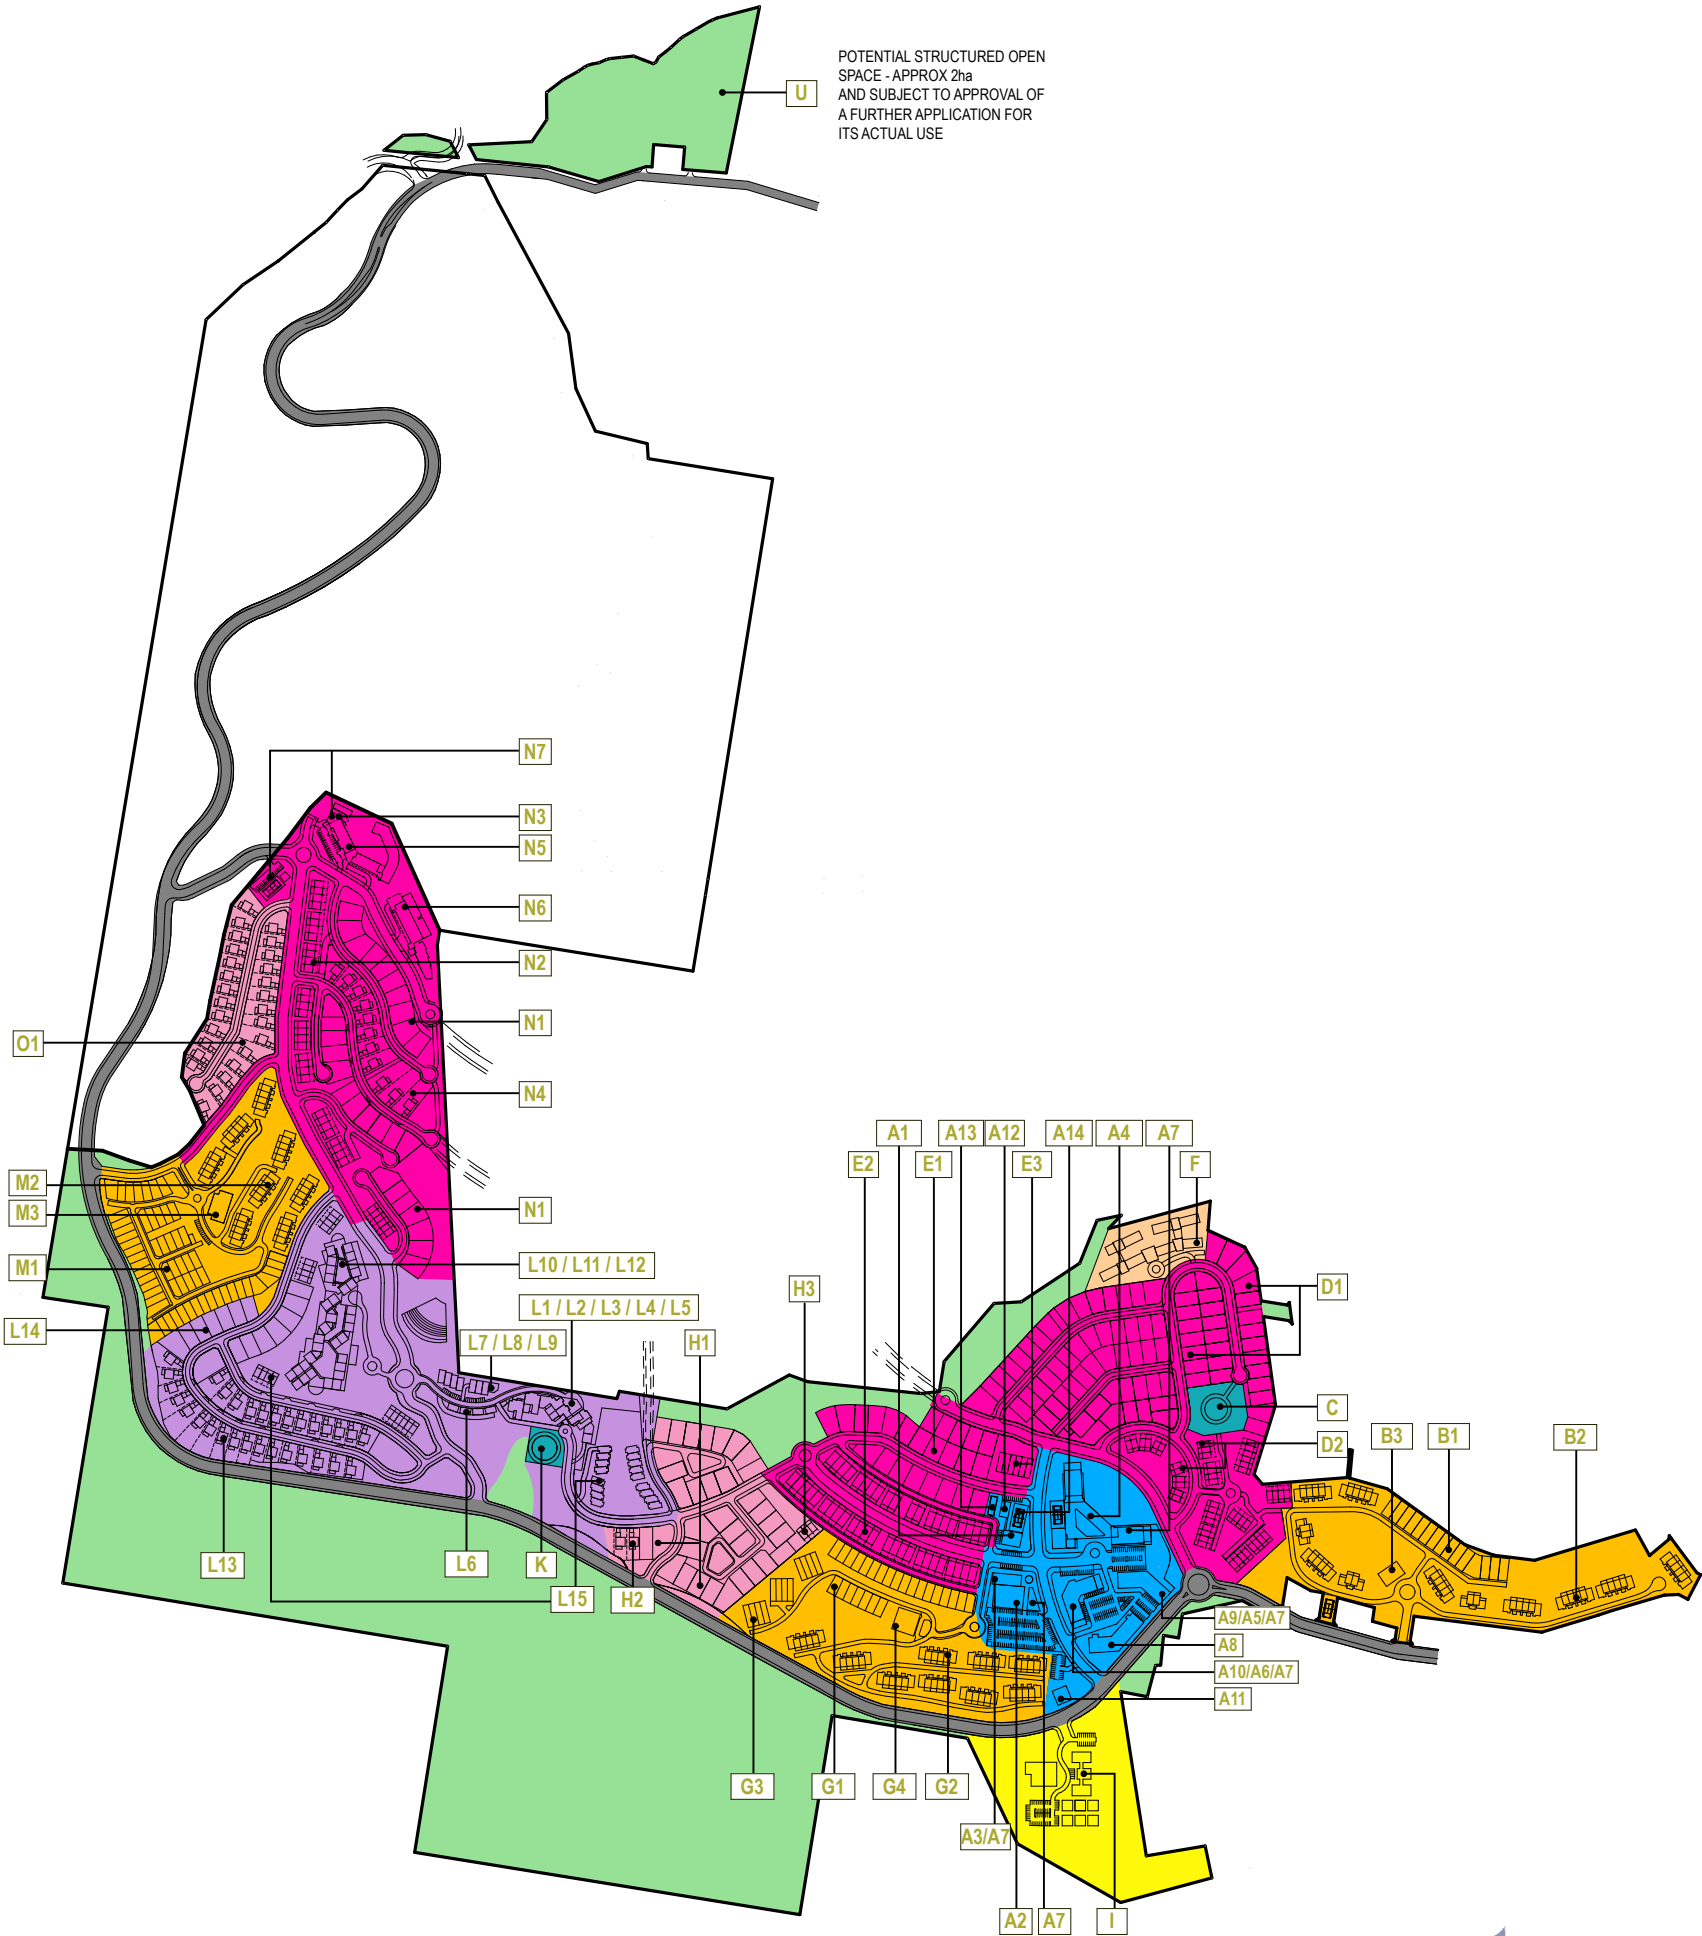 POTENTIAL STRUCTURED OPEN
SPACE - APPROX 2ha
AND SUBJECT TO APPROVAL OF
A FURTHER APPLICATION FOR
ITS ACTUAL USE
U
N7
N3
N5
N6
N2
N1
O1
N4
A1
A13
A12
A14
A4
A7
E2
E1
E3
F
M2
M3
N1
M1
L10 / L11 / L12
L1 / L2 / L3 / L4 / L5
H3
D1
L14
L7 / L8 / L9
H1
C
D2
B3
B1
B2
L13
L6
K
L15
H2
A9/A5/A7
A8
A10/A6/A7
A11
G3
G1
G4
G2
A3/A7
A2
A7
I